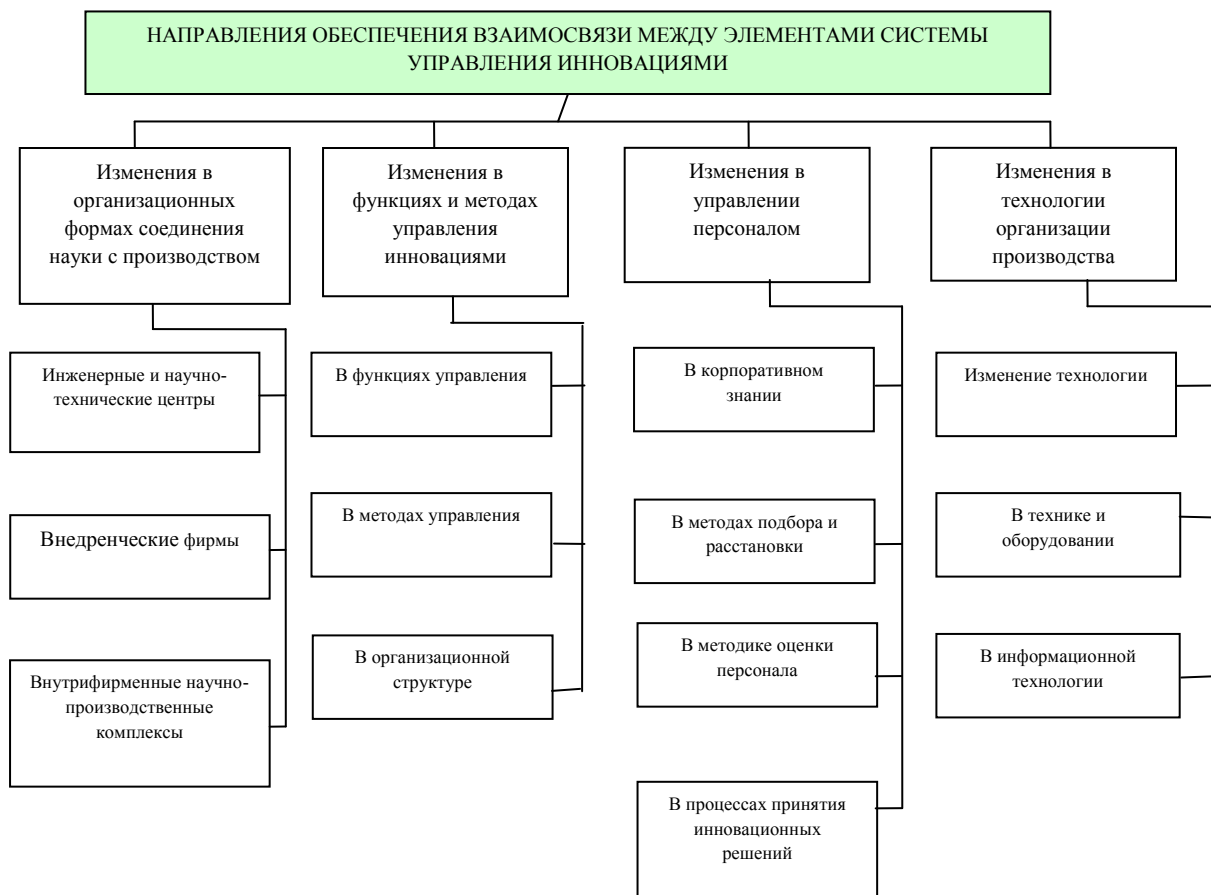 НАПРАВЛЕНИЯ ОБЕСПЕЧЕНИЯ ВЗАИМОСВЯЗИ МЕЖДУ ЭЛЕМЕНТАМИ СИСТЕМЫ
УПРАВЛЕНИЯ ИННОВАЦИЯМИ
Изменения в
организационных
формах соединения
науки с производством
Инженерные и научно-
технические центры
Внедренческие фирмы
Внутрифирменные научно-
производственные
комплексы
Изменения в
функциях и методах
управления
инновациями
В функциях управления
В методах управления
В организационной
структуре
Изменения в
управлении
персоналом
В корпоративном
знании
В методах подбора и
расстановки
В методике оценки
персонала
В процессах принятия
инновационных
решений
Изменения в
технологии
организации
производства
Изменение технологии
В технике и
оборудовании
В информационной
технологии